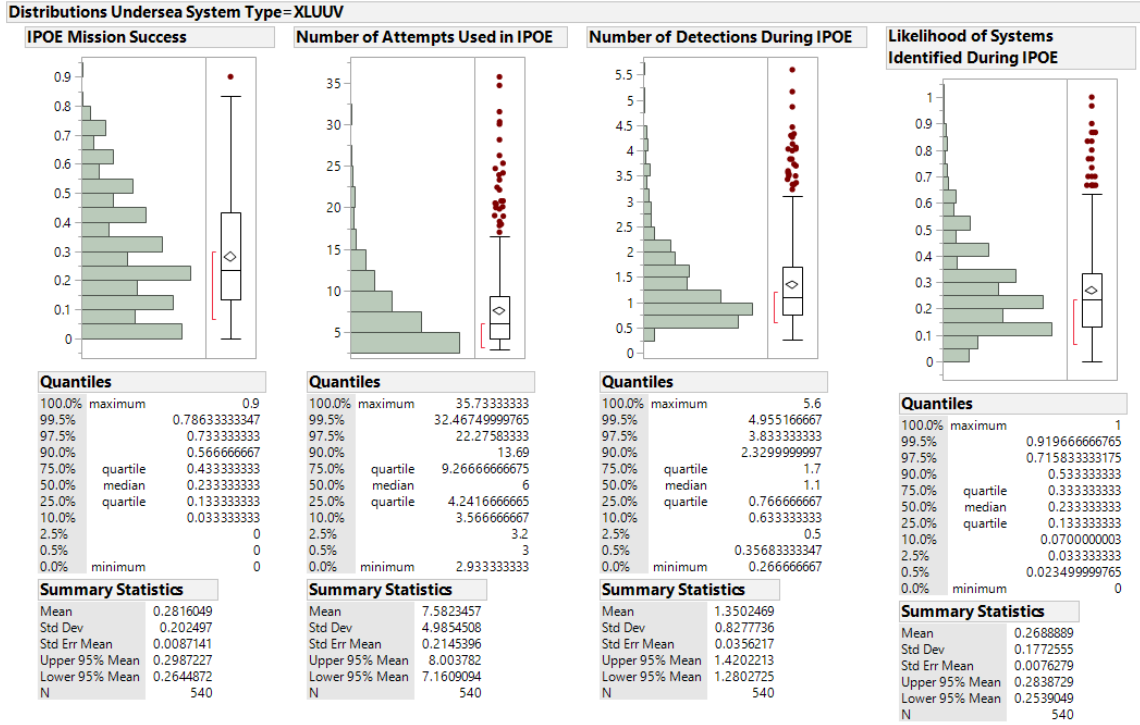 Distributions Undersea System Type=XLUUV
IPOE Mission Success
0.9
0.8
0.7
0.6
0.5
0.4
0.3
0.2
0.1
0
Quantiles
100.0% maximum 0.9
99.5% 0.78633333347
97.5% 0.733333333
90.0% 0.566666667
75.0% quartile 0.433333333
50.0% median 0.233333333
25.0% quartile 0.133333333
10.0% 0.033333333
2.5% 0
0.5% 0
0.0% minimum 0
Summary Statistics
Mean 0.2816049
Std Dev 0.202497
Std Err Mean 0.0087141
Upper 95% Mean 0.2987227
Lower 95% Mean 0.2644872
N 540
Number of Attempts Used in IPOE
35
30
25
20
15
10
5
Quantiles
100.0% maximum 35.73333333
99.5% 32.46749999765
97.5% 22.27583333
90.0% 13.69
75.0% quartile 9.26666666675
50.0% median 6
25.0% quartile 4.2416666665
10.0% 3.566666667
2.5% 3.2
0.5% 3
0.0% minimum 2.933333333
Summary Statistics
Mean 7.5823457
Std Dev 4.9854508
Std Err Mean 0.2145396
Upper 95% Mean 8.003782
Lower 95% Mean 7.1609094
N 540
Number of Detections During IPOE
5.5
5
4.5
4
3.5
3
2.5
2
1.5
1
0.5
0
Quantiles
100.0% maximum 5.6
99.5% 4.955166667
97.5% 3.833333333
90.0% 2.3299999997
75.0% quartile 1.7
50.0% median 1.1
25.0% quartile 0.766666667
10.0% 0.633333333
2.5% 0.5
0.5% 0.35683333347
0.0% minimum 0.266666667
Summary Statistics
Mean 1.3502469
Std Dev 0.8277736
Std Err Mean 0.0356217
Upper 95% Mean 1.4202213
Lower 95% Mean 1.2802725
N 540
Likelihood of Systems
Identified During IPOE
1
0.9
0.8
0.7
0.6
0.5
0.4
0.3
0.2
0.1
0
Quantiles
100.0% maximum 1
99.5% 0.919666666765
97.5% 0.715833333175
90.0% 0.533333333
75.0% quartile 0.333333333
50.0% median 0.233333333
25.0% quartile 0.133333333
10.0% 0.0700000003
2.5% 0.033333333
0.5% 0.023499999765
0.0% minimum 0
Summary Statistics
Mean 0.2688889
Std Dev 0.1772555
Std Err Mean 0.0076279
Upper 95% Mean 0.2838729
Lower 95% Mean 0.2539049
N 540